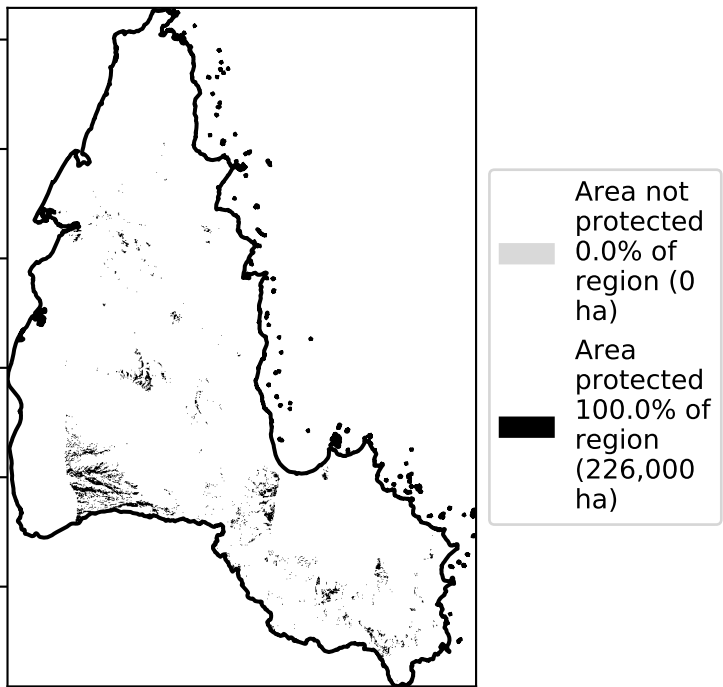 Area not
protected
0.0% of
region (0
ha)
Area
protected
100.0% of
region
(226,000
ha)